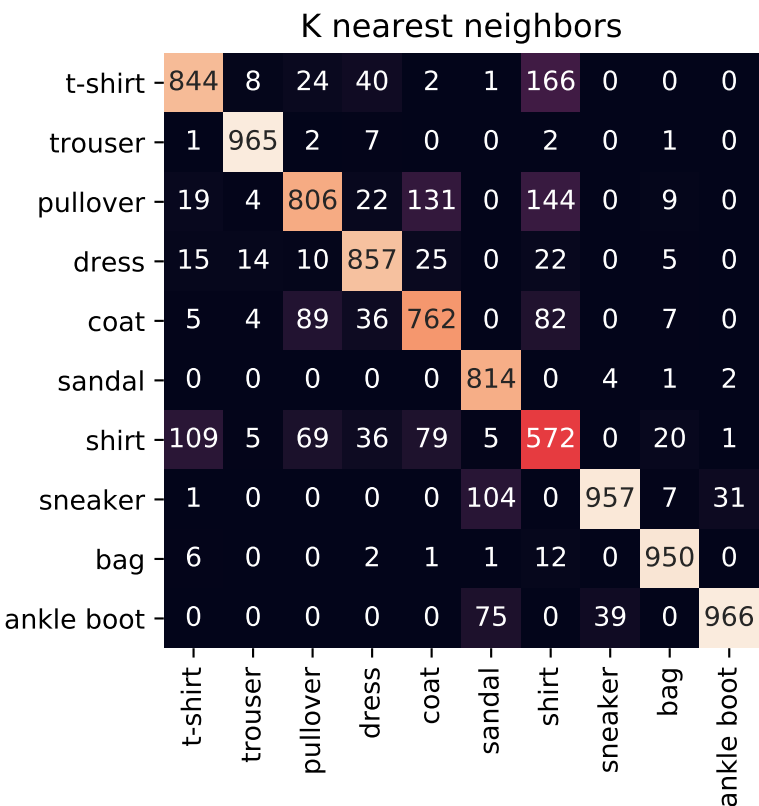 K nearest neighbors
t-shirt 844 8 24 40 2 1 166 0 0 0
trouser 1 965 2 7 0 0 2 0 1 0
pullover 19 4 806 22 131 0 144 0 9 0
dress 15 14 10 857 25 0 22 0 5 0
coat 5 4 89 36 762 0 82 0 7 0
sandal 0 0 0 0 0 814 0 4 1 2
shirt 109 5 69 36 79 5 572 0 20 1
sneaker 1 0 0 0 0 104 0 957 7 31
bag 6 0 0 2 1 1 12 0 950 0
ankle boot 0 0 0 0 0 75 0 39 0 966
t-shirt
trouser
pullover
dress
coat
sandal
shirt
sneaker
bag
ankle boot